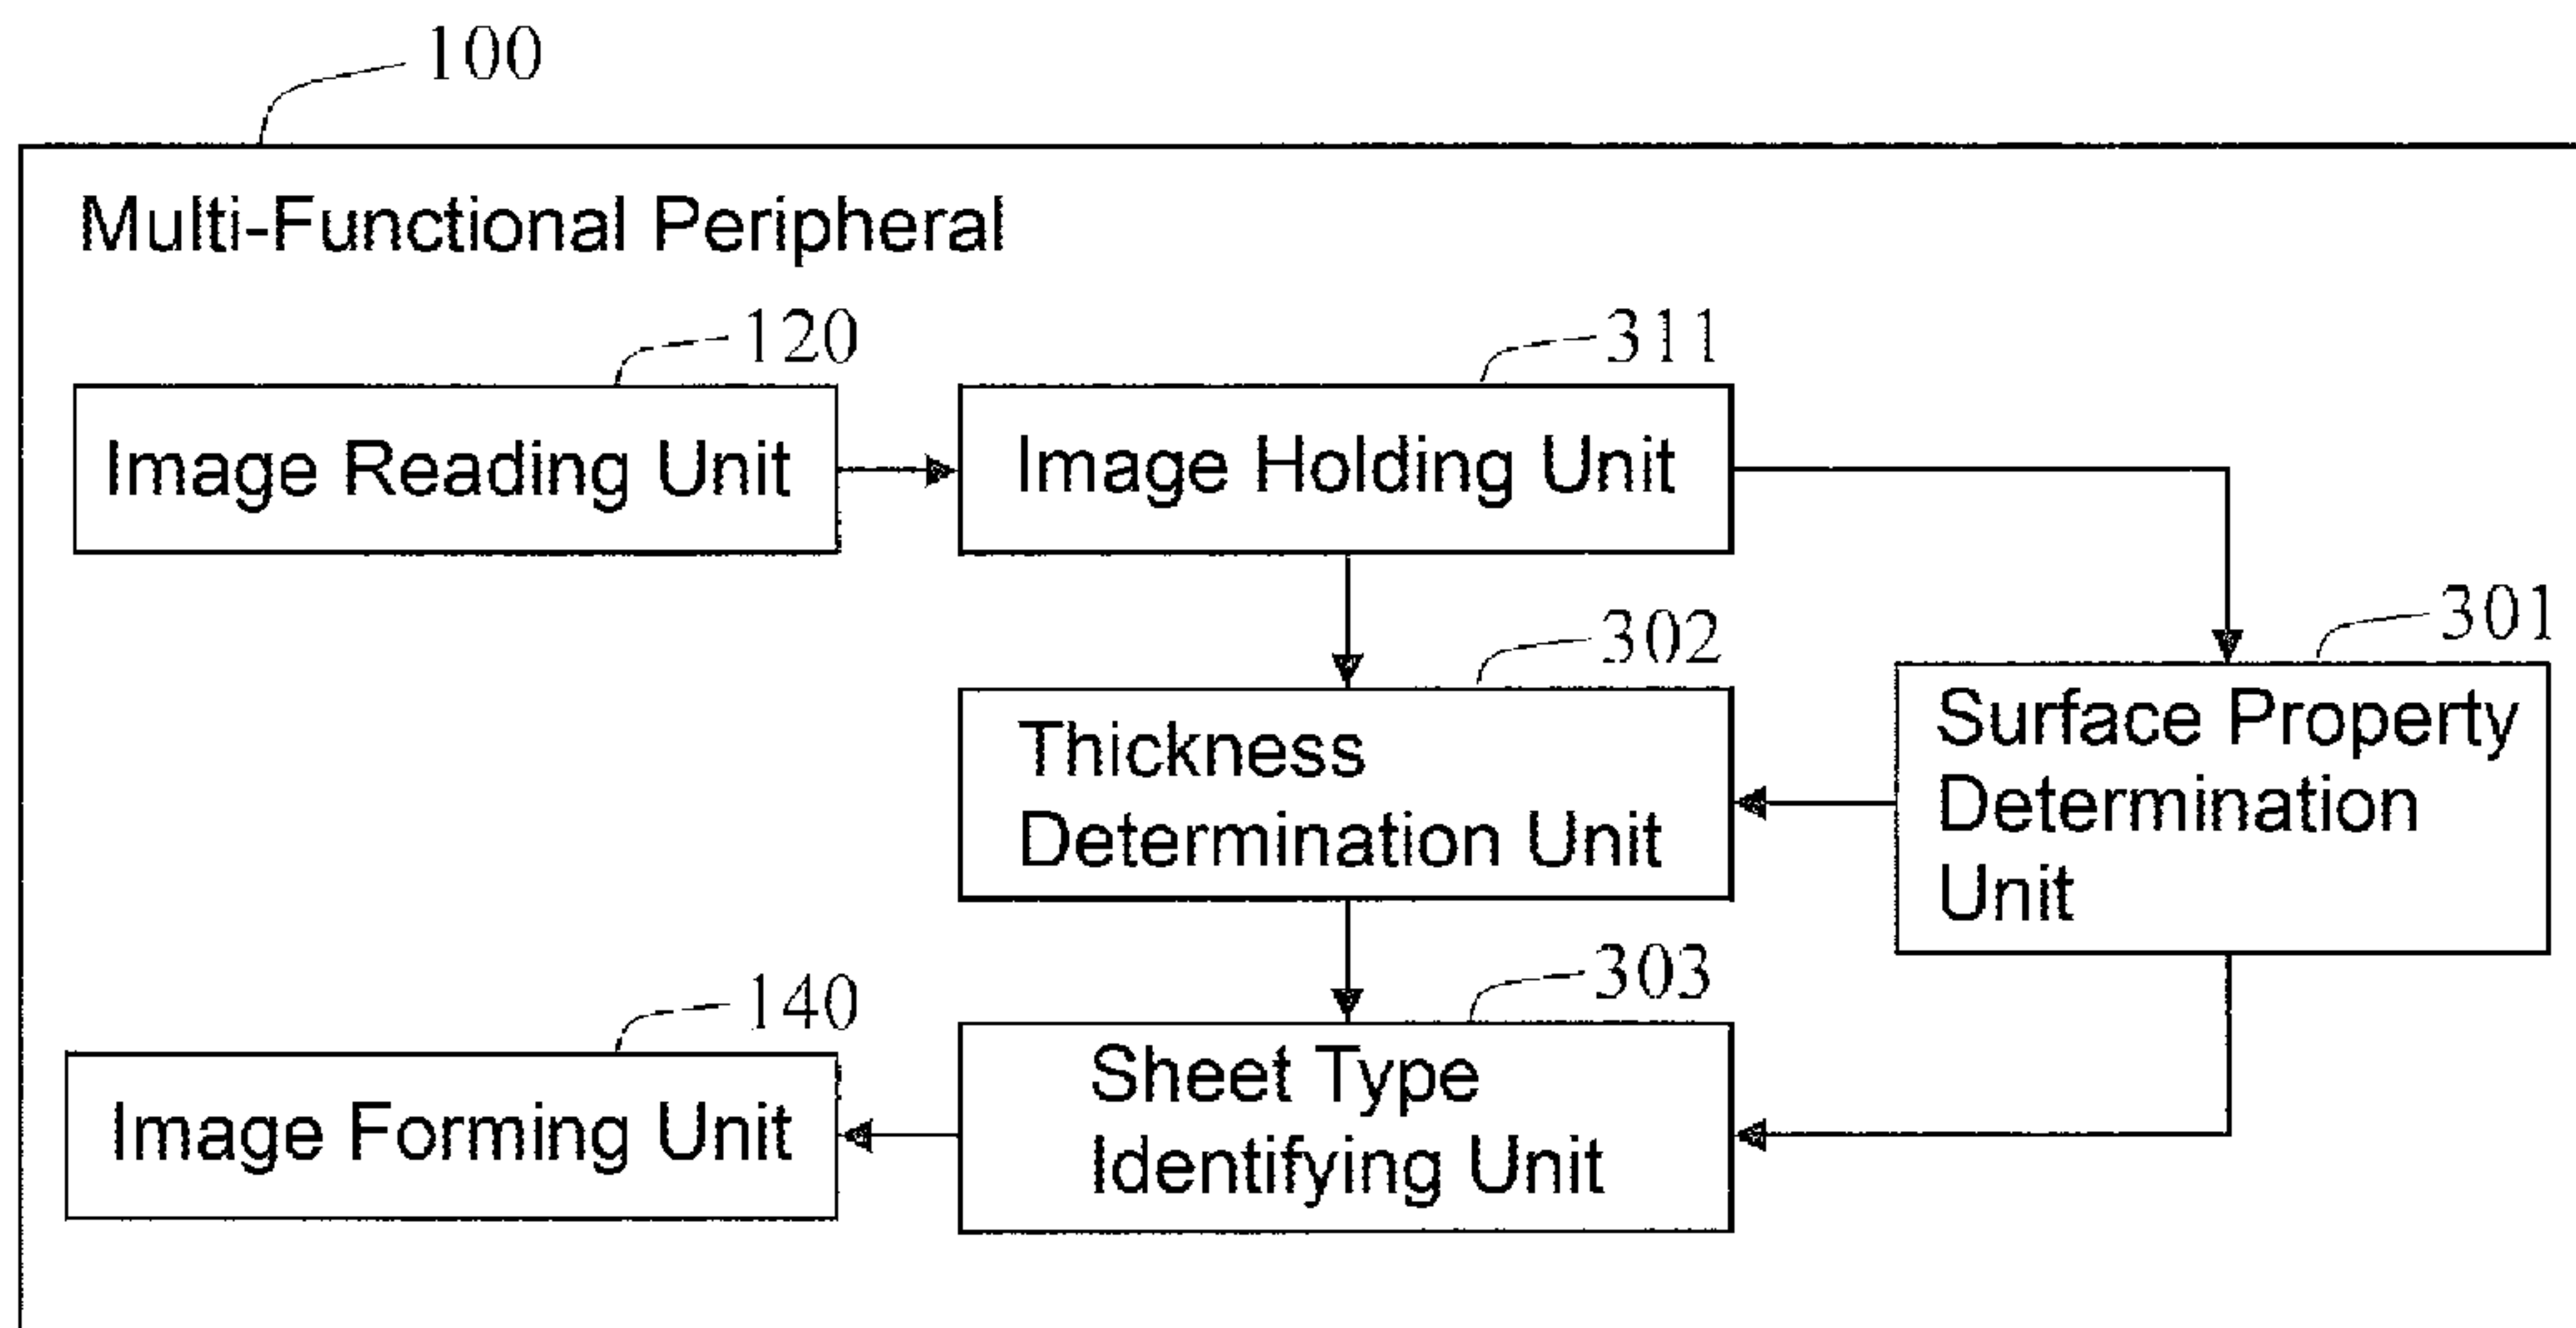 100
Multi-Functional Peripheral
120
311
Image Reading Unit
Image Holding Unit
302
301
Thickness
Determination Unit
Surface Property
Determination
Unit
140
303
Image Forming Unit
Sheet Type
Identifying Unit